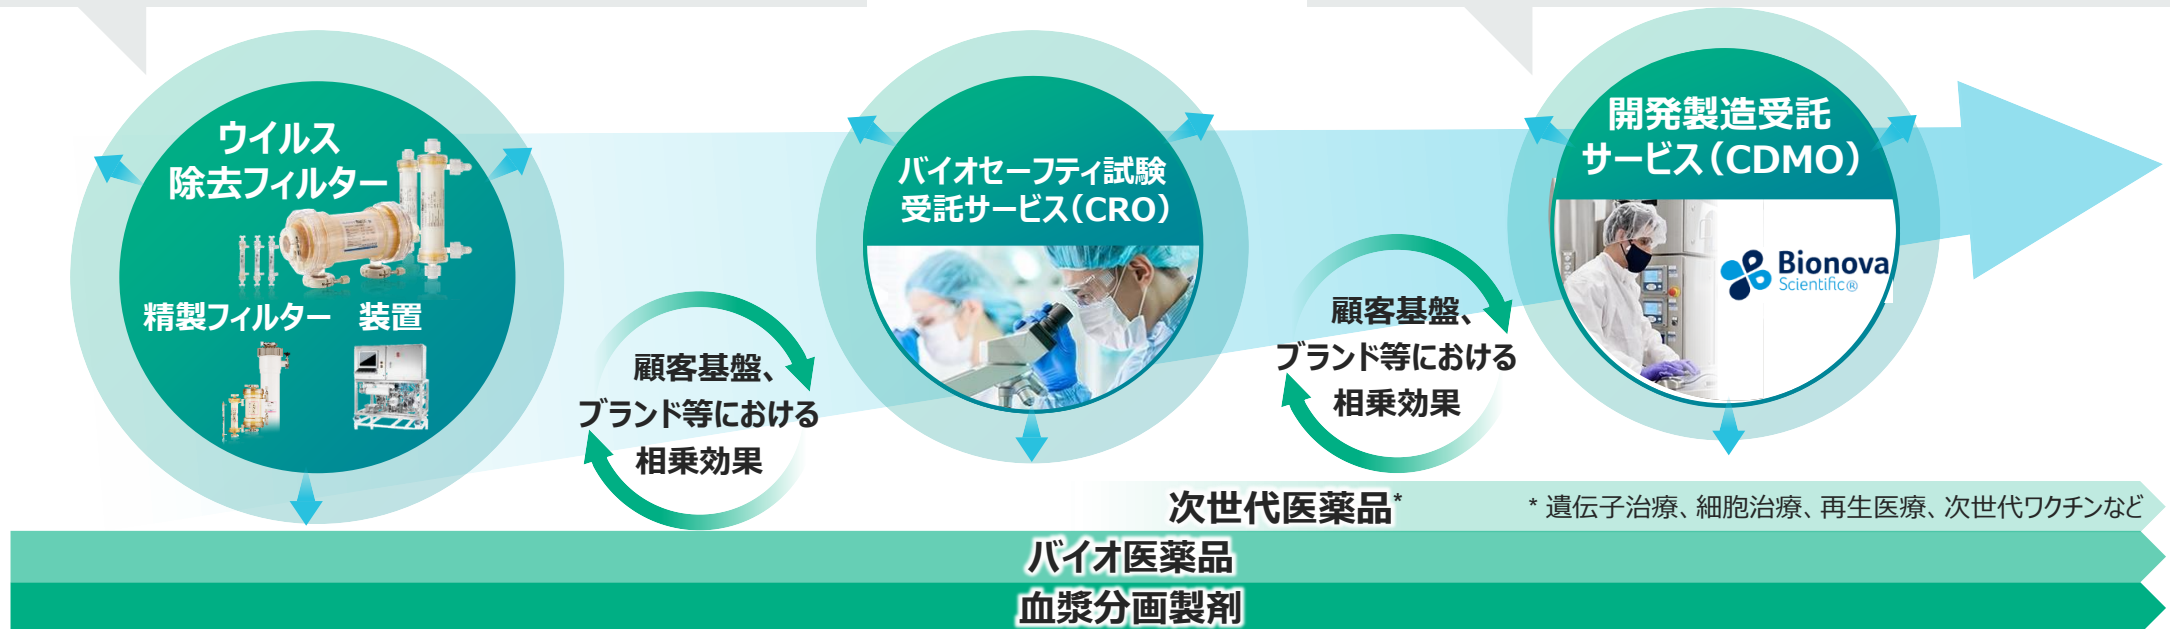 ウイルス
除去フィルター
精製フィルター 装置
顧客基盤、
ブランド等における
相乗効果
バイオセーフティ試験
受託サービス（CRO）
顧客基盤、
ブランド等における
相乗効果
開発製造受託
サービス（CDMO）
Bionova
Scientific®
次世代医薬品*
* 遺伝子治療、細胞治療、再生医療、次世代ワクチンなど
バイオ医薬品
血漿分画製剤